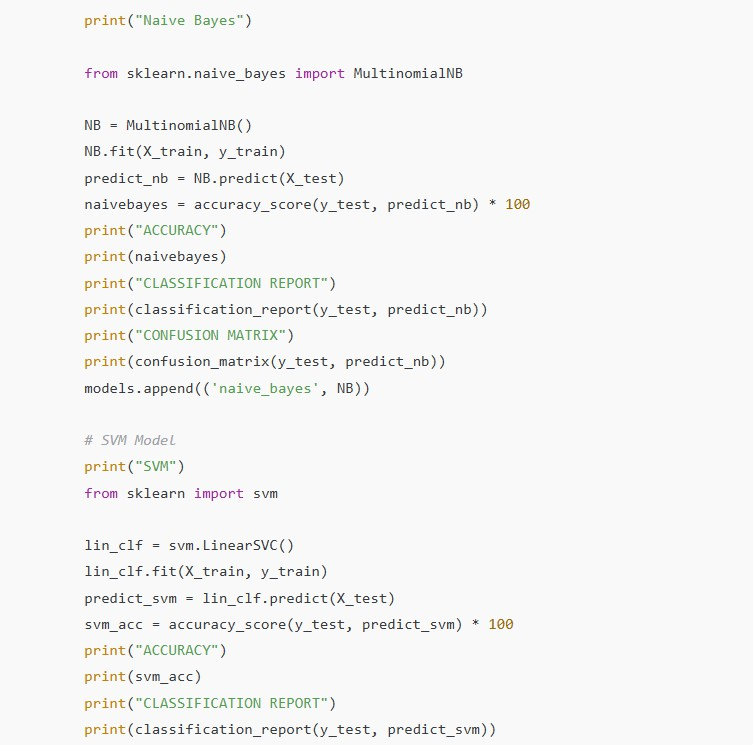 print("Naive Bayes")
from sklearn.naive_bayes import MultinomialNB
NB = MultinomialNB()
NB.fit(X_train, y_train)
predict_nb = NB.predict(X_test)
naivebayes = accuracy_score(y_test, predict_nb) * 100
print("ACCURACY")
print(naivebayes)
print("CLASSIFICATION REPORT")
print(classification_report(y_test, predict_nb))
print("CONFUSION MATRIX")
print(confusion_matrix(y_test, predict_nb))
models.append(('naive_bayes', NB))
# SVM Model
print("SVM")
from sklearn import svm
lin_clf = svm.LinearSVC()
lin_clf.fit(X_train, y_train)
predict_svm = lin_clf.predict(X_test)
svm_acc = accuracy_score(y_test, predict_svm) * 100
print("ACCURACY")
print(svm_acc)
print("CLASSIFICATION REPORT")
print(classification_report(y_test, predict_svm))